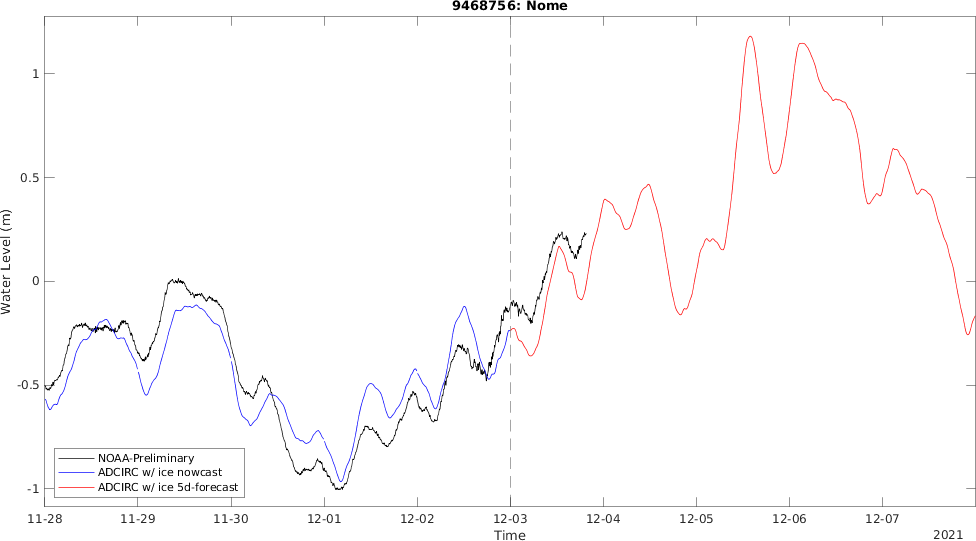 9468756: Nome
1
0.5
0
-0.5
-1
Water Level (m)
NOAA-Preliminary
ADCIRC w/ ice nowcast
ADCIRC w/ ice 5d-forecast
11-28 11-29 11-30 12-01 12-02 12-03 12-04 12-05 12-06 12-07
Time
2021